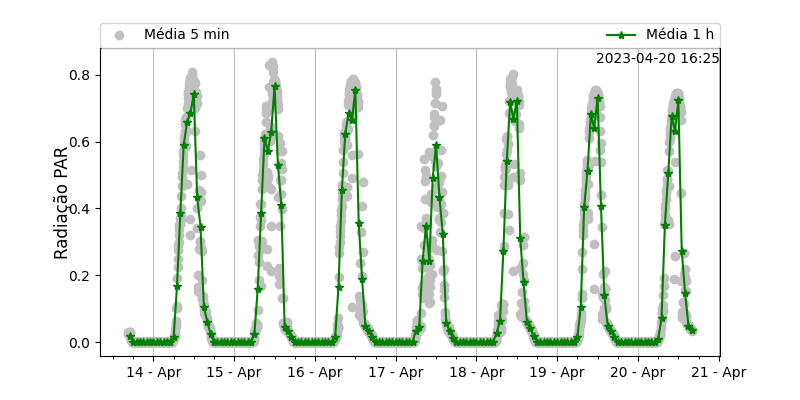 Média 5 min
Média 1 h
2023-04-20 16:25
Radiação PAR
0.8
0.6
0.4
0.2
0.0
14 - Apr
15 - Apr
16 - Apr
17 - Apr
18 - Apr
19 - Apr
20 - Apr
21 - Apr